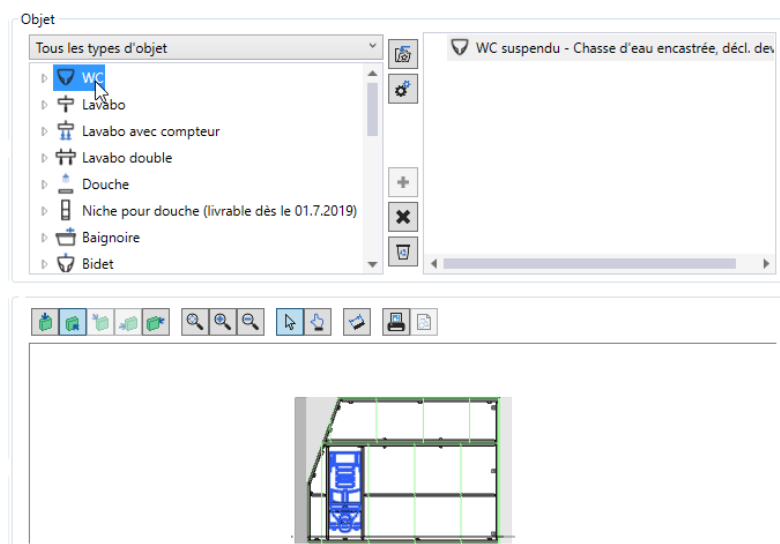 Objet
Tous les types d'objet
WC
Lavabo
Lavabo avec compteur
Lavabo double
Douche
Niche pour douche (livrable dès le 01.7.2019)
Baignoire
Bidet
WC suspendu - Chasse d'eau encastrée, décl. dev